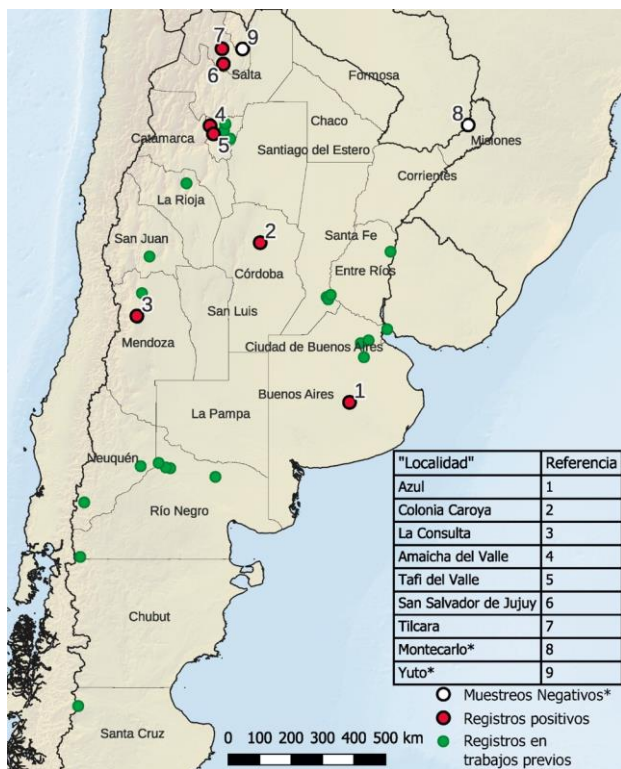 7 9
6 Salta
Formosa
8
Misiones
4
Chaco
Catamarca
5
Santiago del Estero
Corrientes
La Rioja
Santa Fe
San Juan
2
Córdoba
Entre Ríos
3
San Luis
Mendoza
Ciudad de Buenos Aires
Buenos Aires 1
La Pampa
Neuquén
Río Negro
Chubut
Santa Cruz
"Localidad" Referencia
Azul 1
Colonia Caroya 2
La Consulta 3
Amaicha del Valle 4
Tafi del Valle 5
San Salvador de Jujuy 6
Tilcara 7
Montecarlo* 8
Yuto* 9
Muestreos Negativos*
Registros positivos
Registros en
trabajos previos
0 100 200 300 400 500 km